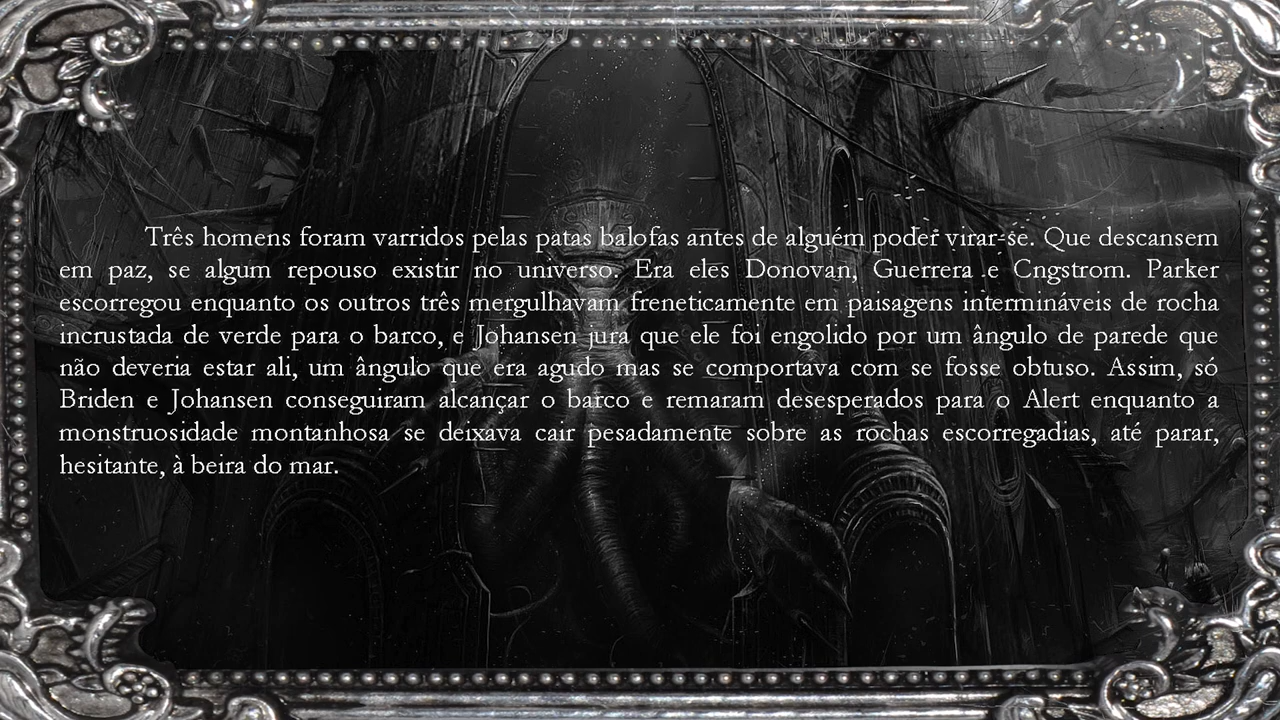 Três homens foram varridos pelas patas balofas antes de alguém poder virar-se. Que descansem
em paz, se algum repouso existir no universo. Era eles Donovan, Guerrera .e Cngstrom. Parker
escorregou enquanto os outros três mergulhavam freneticamente em paisagens intermináveis de rocha
incrustada de verde para o barco, e Johansen jura que ele foi engolido por um ângulo de parede que
não deveria estar ali, um ângulo que era agudo mas se comportava com se fosse obtuso. Assim, só
Briden e Johansen conseguiram alcançar o barco e remaram desesperados para o Alert enquanto a
monstruosidade montanhosa se deixava cair pesadamente sobre as rochas escorregadias, até parar,
hesitante, à beira do mar.